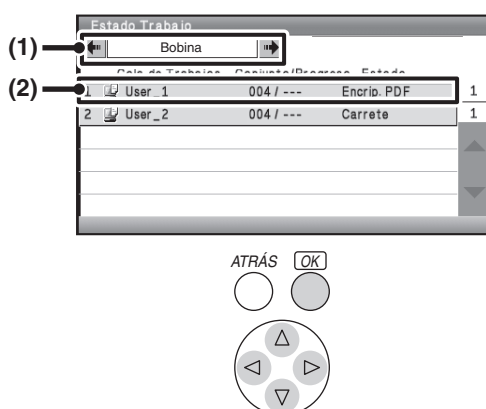 Estado Trabajo
(1) Bobina
Cola de Trabajos Conjunto/Progreso Estado
(2) 1 User_1 004 / --- Encrip. PDF 1
2 User_2 004 / --- Carrete 1
ATRÁS OK